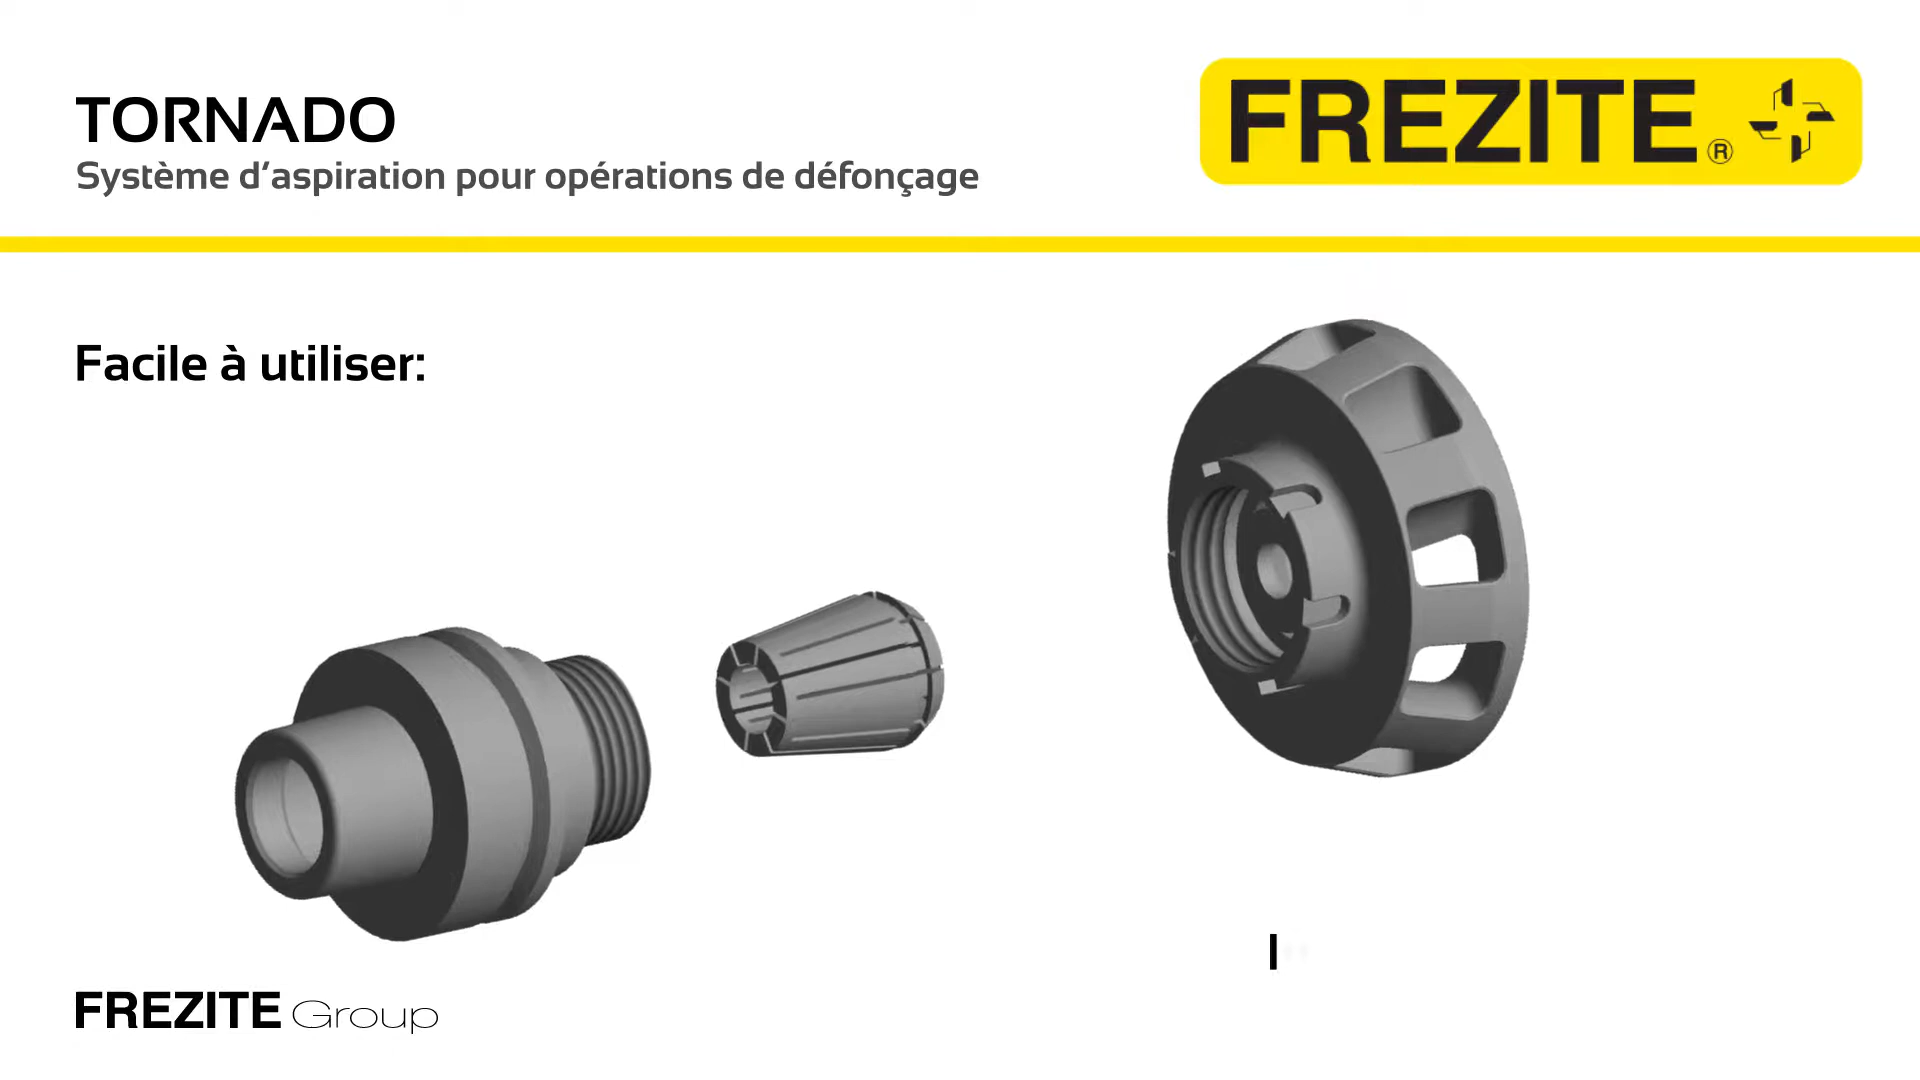 TORNADO
Système d’aspiration pour opérations de défonçage
FREZITE®
Facile à utiliser:
I
FREZITE Group